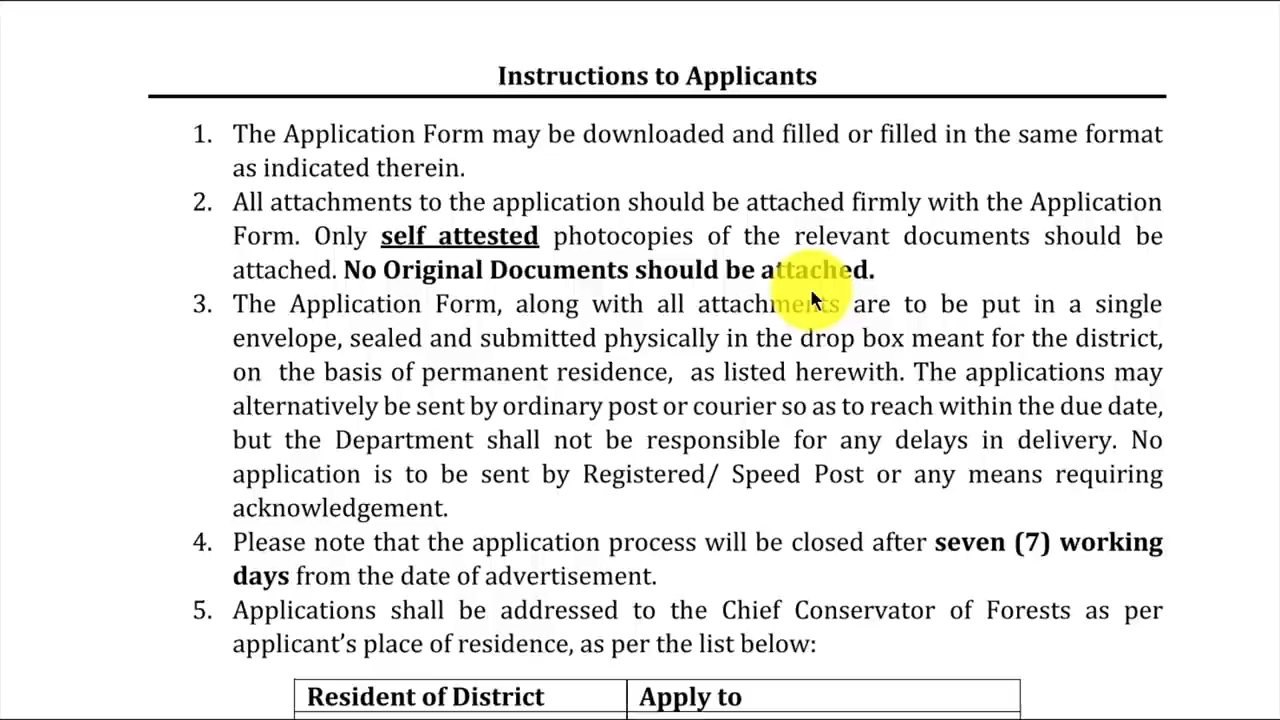 Instructions to Applicants
1. The Application Form may be downloaded and filled or filled in the same format
as indicated therein.
2. All attachments to the application should be attached firmly with the Application
Form. Only self attested photocopies of the relevant documents should be
attached. No Original Documents should be attached.
3. The Application Form, along with all attachments are to be put in a single
envelope, sealed and submitted physically in the drop box meant for the district,
on the basis of permanent residence, as listed herewith. The applications may
alternatively be sent by ordinary post or courier so as to reach within the due date,
but the Department shall not be responsible for any delays in delivery. No
application is to be sent by Registered/ Speed Post or any means requiring
acknowledgement.
4. Please note that the application process will be closed after seven (7) working
days from the date of advertisement.
5. Applications shall be addressed to the Chief Conservator of Forests as per
applicant’s place of residence, as per the list below:
Resident of District Apply to